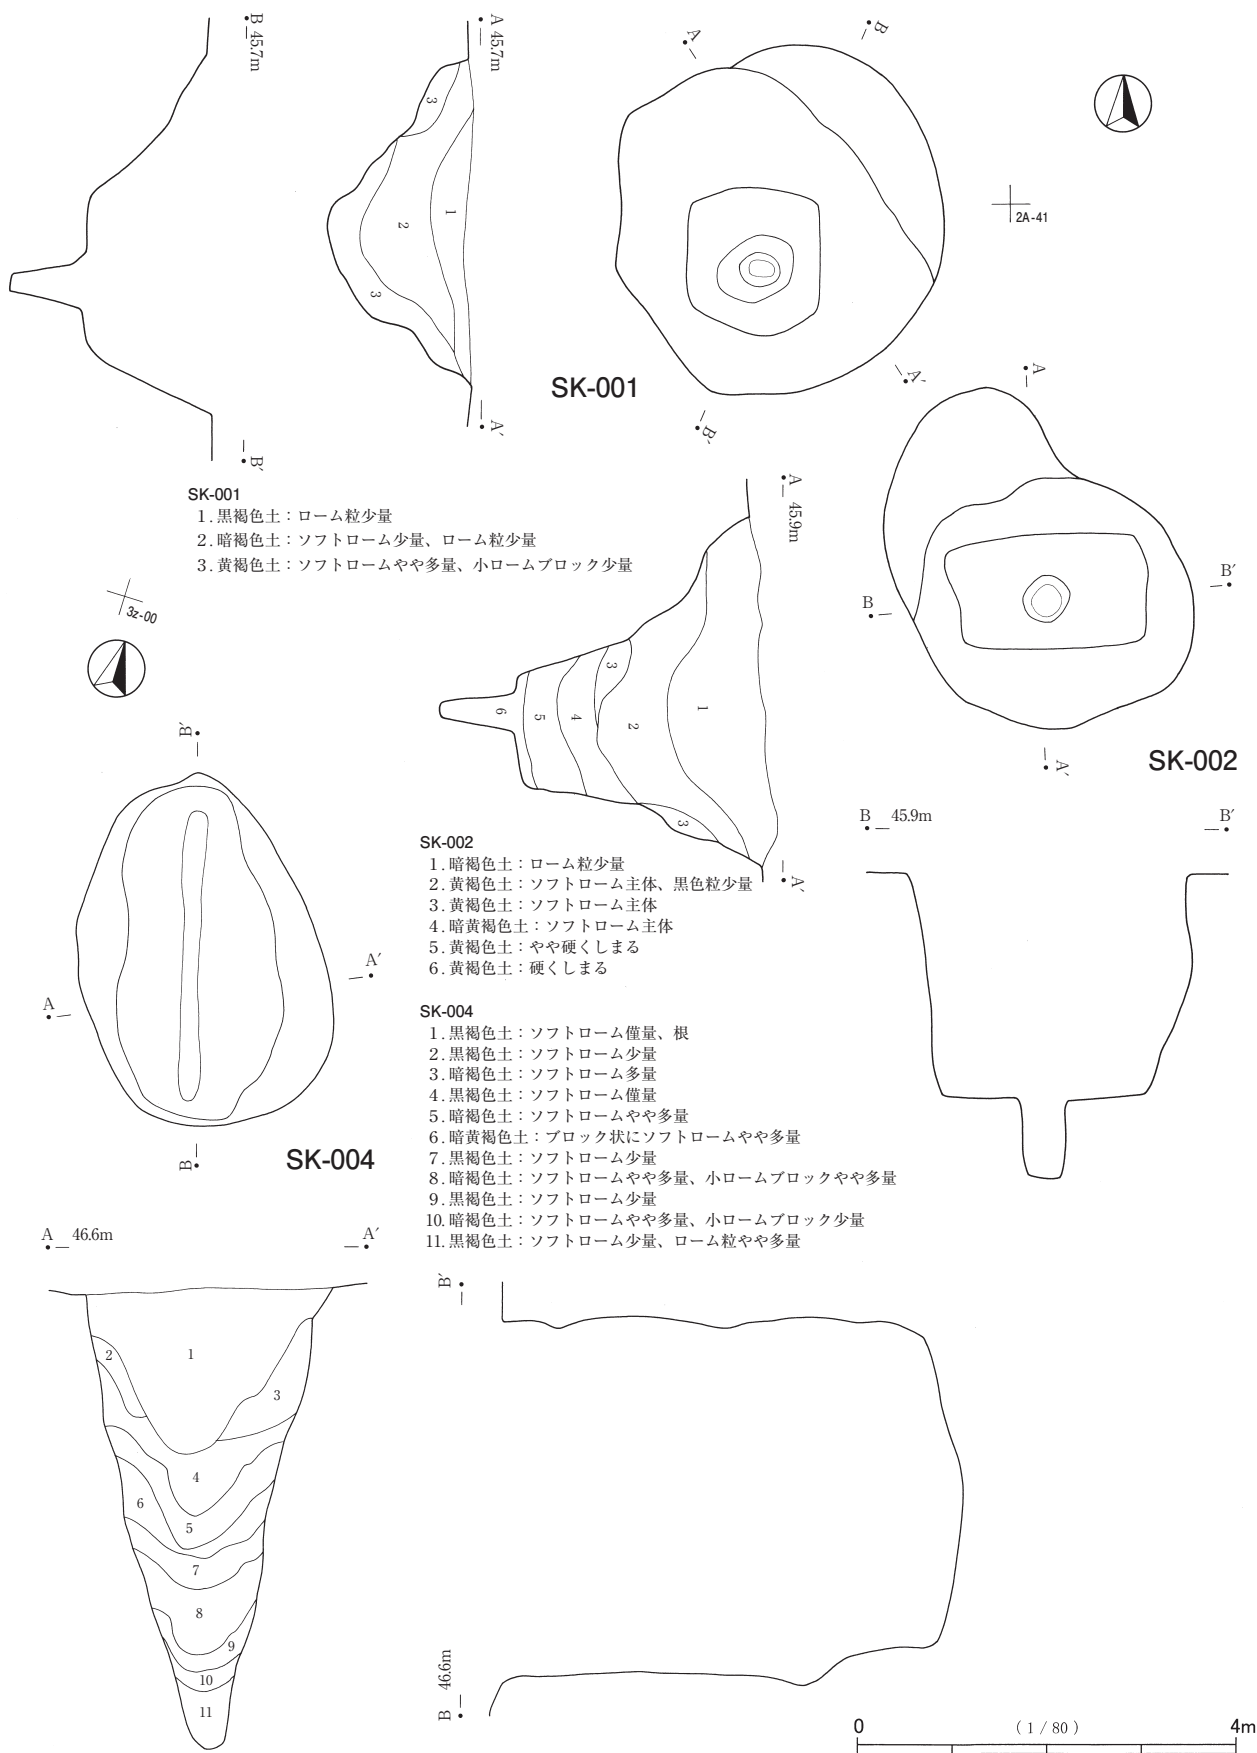 B 45.7m
B′
A 45.7m
A′
3
1
2
3
A
B
A′
B′
2A-41
SK-001
SK-001
1. 黒褐色土：ローム粒少量
2. 暗褐色土：ソフトローム少量、ローム粒少量
3. 黄褐色土：ソフトロームやや多量、小ロームブロック少量
3z-00
A 45.9m
A′
3
1
6
5
4
2
3
A
B′
B
A′
SK-002
B 45.9m
B′
SK-002
1. 暗褐色土：ローム粒少量
2. 黄褐色土：ソフトローム主体、黒色粒少量
3. 黄褐色土：ソフトローム主体
4. 暗黄褐色土：ソフトローム主体
5. 黄褐色土：やや硬くしまる
6. 黄褐色土：硬くしまる
B′
A′
A
B
SK-004
SK-004
1. 黒褐色土：ソフトローム僅量、根
2. 黒褐色土：ソフトローム少量
3. 暗褐色土：ソフトローム多量
4. 黒褐色土：ソフトローム僅量
5. 暗褐色土：ソフトロームやや多量
6. 暗黄褐色土：ブロック状にソフトロームやや多量
7. 黒褐色土：ソフトローム少量
8. 暗褐色土：ソフトロームやや多量、小ロームブロックやや多量
9. 黒褐色土：ソフトローム少量
10. 暗褐色土：ソフトロームやや多量、小ロームブロック少量
11. 黒褐色土：ソフトローム少量、ローム粒やや多量
A 46.6m
A′
1
2
3
4
6
5
7
8
9
10
11
B′
B 46.6m
0 （1/80） 4m